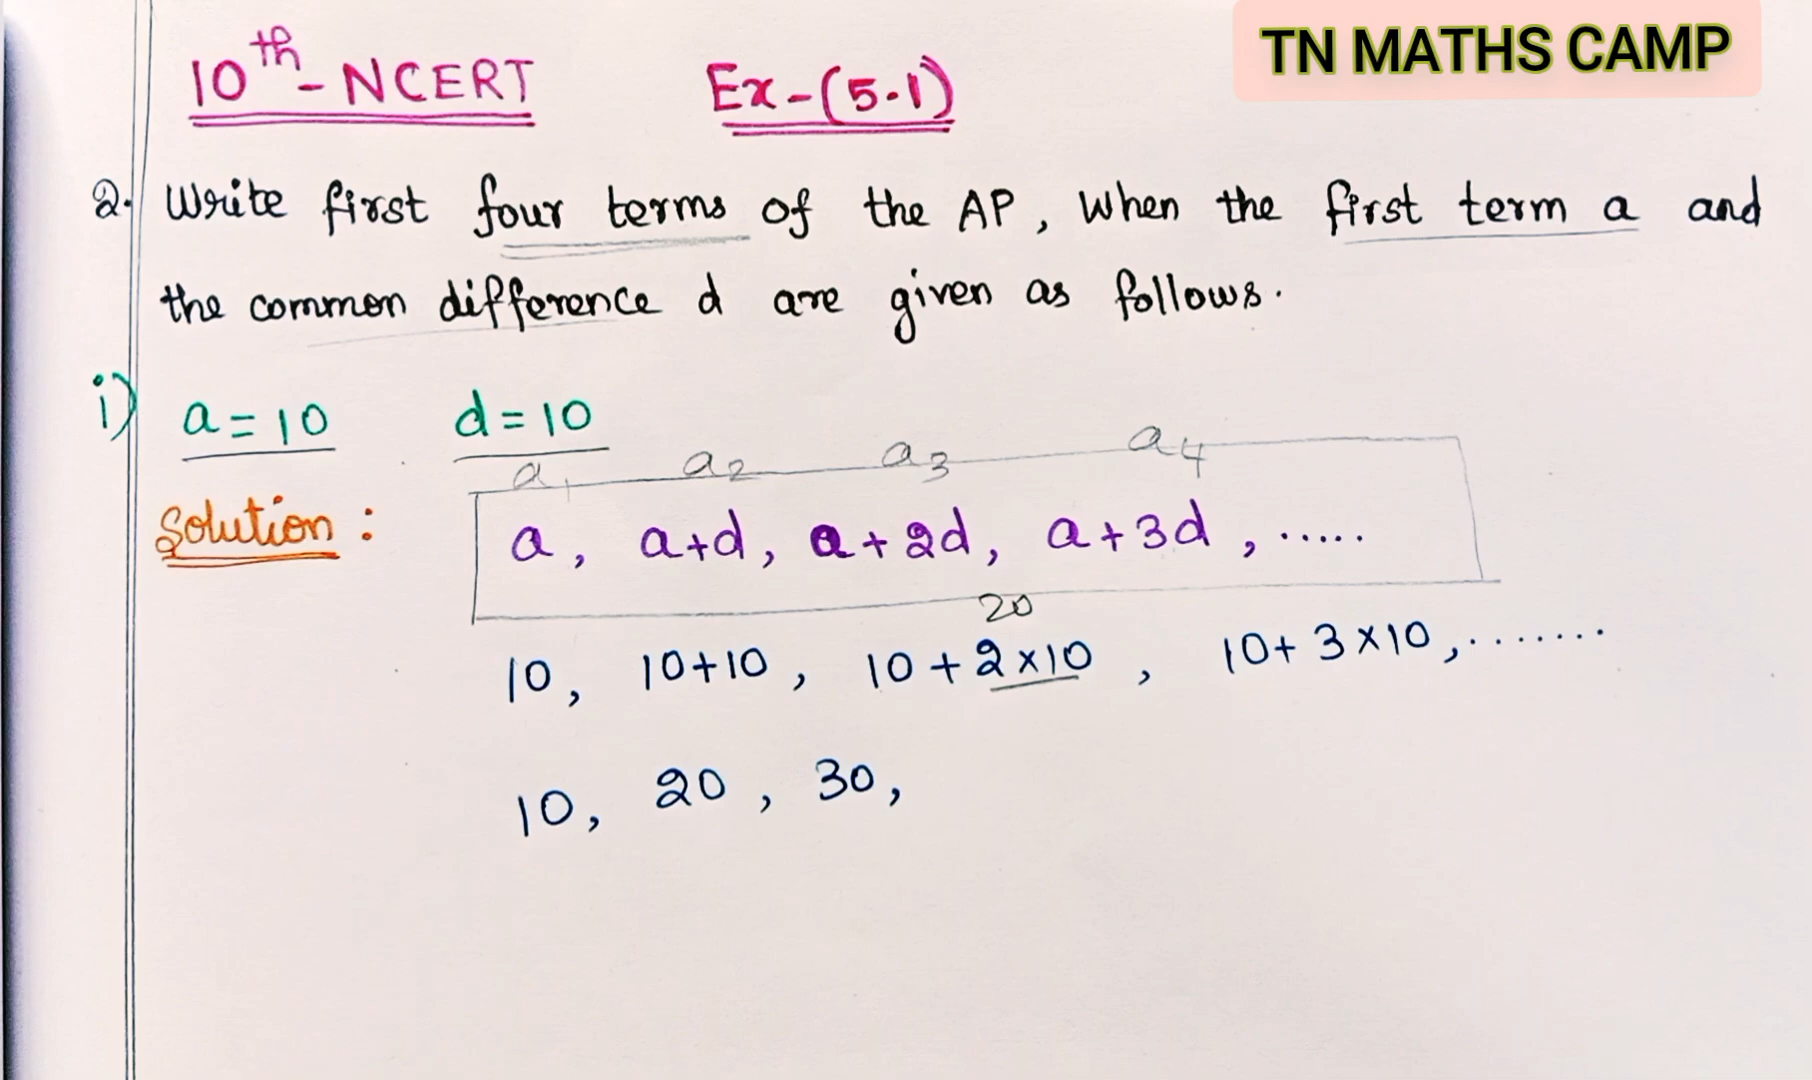 TN MATHS CAMP
10th - NCERT Ex-(5.1)
2. Write first four terms of the AP, when the first term a and
the common difference d are given as follows.
i) a = 10 d = 10
a1 a2 a3 a4
Solution : a, a+d, a+2d, a+3d, .....
20
10, 10+10, 10+2×10, 10+3×10, .......
10, 20, 30,